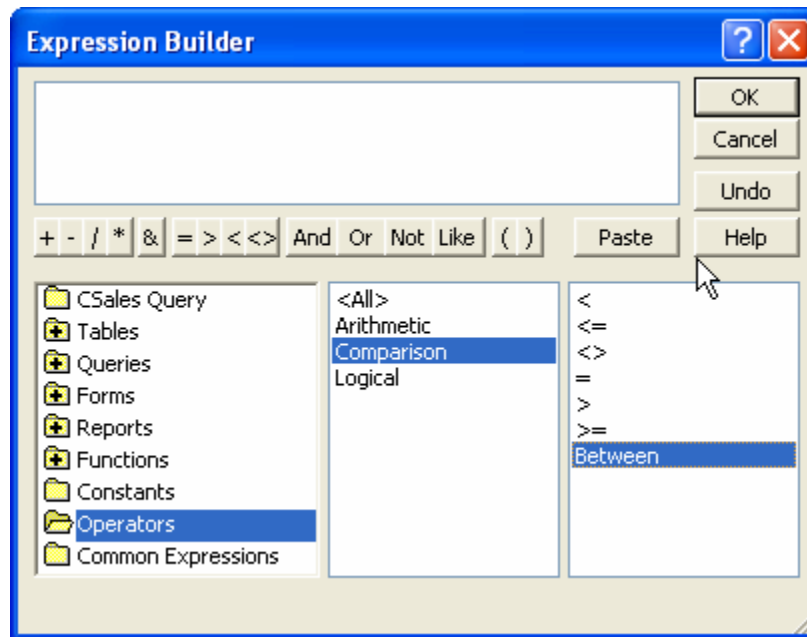 Expression Builder
?
OK
Cancel
Undo
+ - / * & = > < <> And Or Not Like ( ) Paste Help
CSales Query
Tables
Queries
Forms
Reports
Functions
Constants
Operators
Common Expressions
<All>
Arithmetic
Comparison
Logical
<
<=
<>
=
>
>=
Between